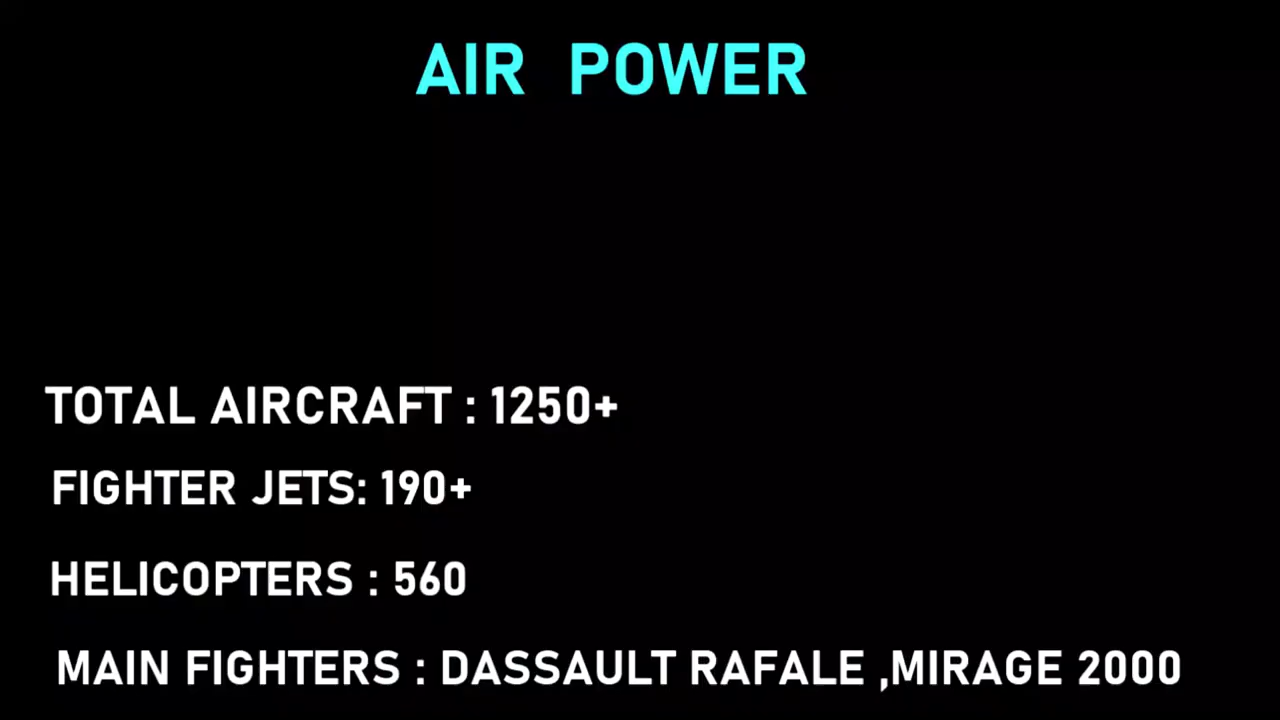 AIR POWER
TOTAL AIRCRAFT : 1250+
FIGHTER JETS: 190+
HELICOPTERS : 560
MAIN FIGHTERS : DASSAULT RAFALE ,MIRAGE 2000